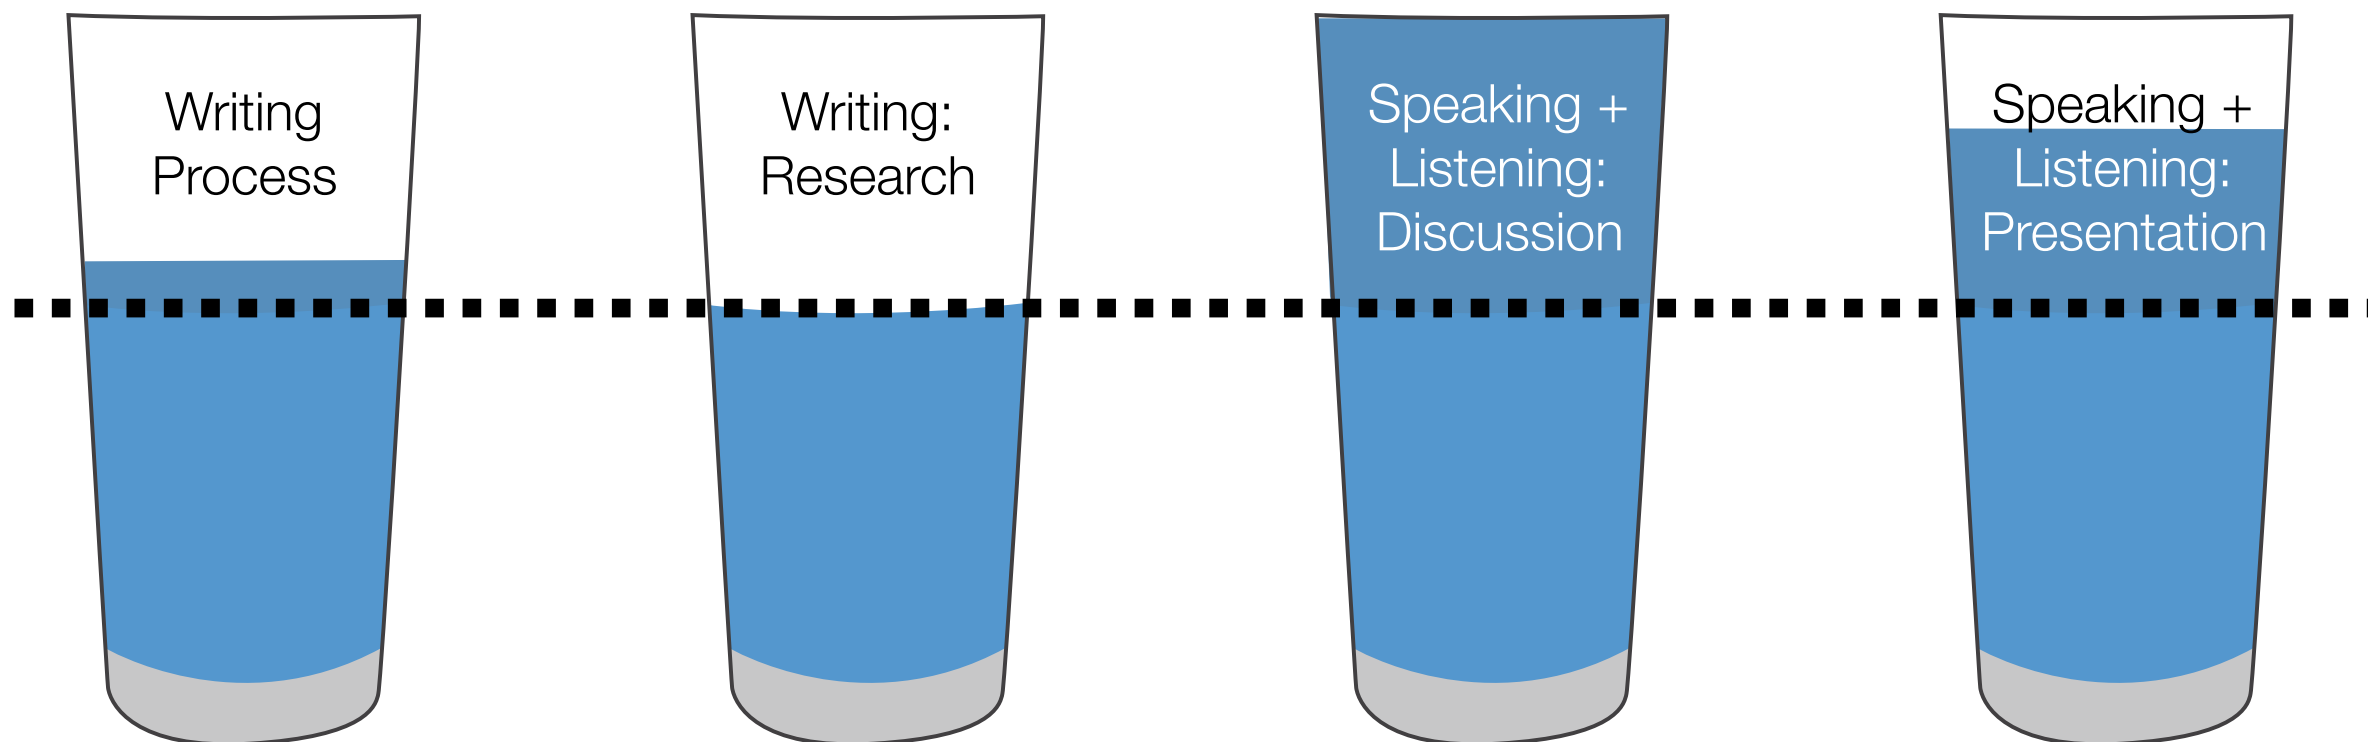 Writing
Process
Writing:
Research
Speaking +
Listening:
Discussion
Speaking +
Listening:
Presentation